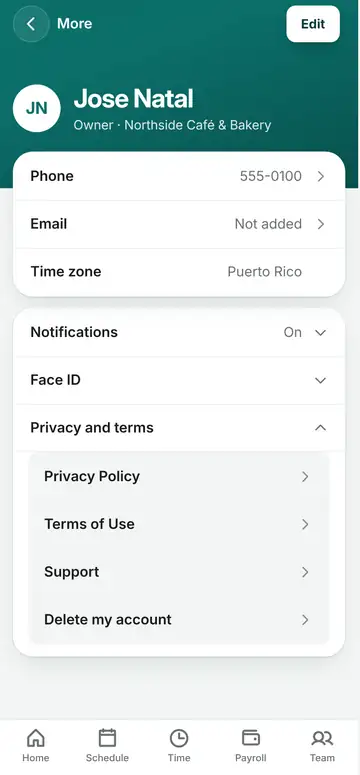 More
Edit
JN
Jose Natal
Owner · Northside Café & Bakery
Phone 555-0100
Email Not added
Time zone Puerto Rico
Notifications On
Face ID
Privacy and terms
Privacy Policy
Terms of Use
Support
Delete my account
Home Schedule Time Payroll Team